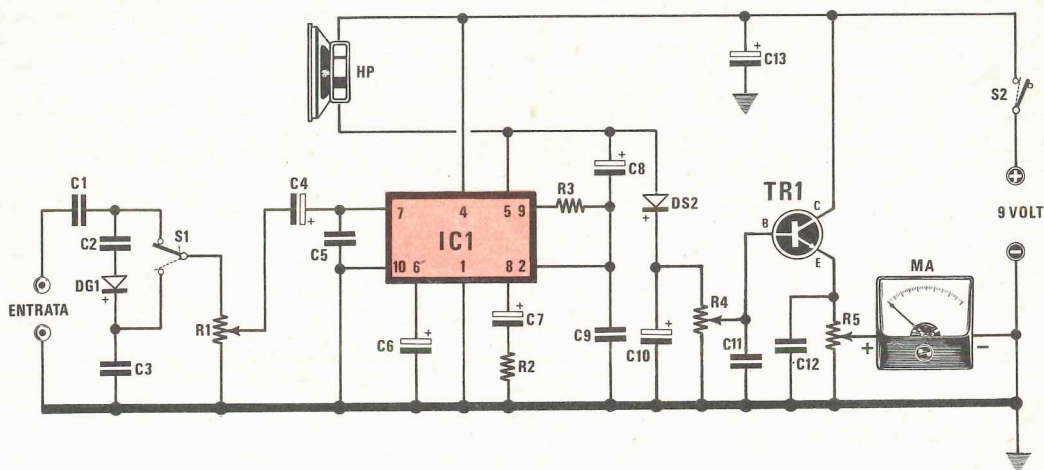 HP
+
C13
S2
C1
C4
+
+
C8
TR1
+
C2
S1
R3
DS2
+
C
B
E
9 VOLT
−
7 4 5 9
IC1
10 6 1 8 2
C5
DG1
+
ENTRATA
R1
MA
R4
R5
+ −
C3
C6
+
C7
+
R2
C9
C10
+
C11
C12